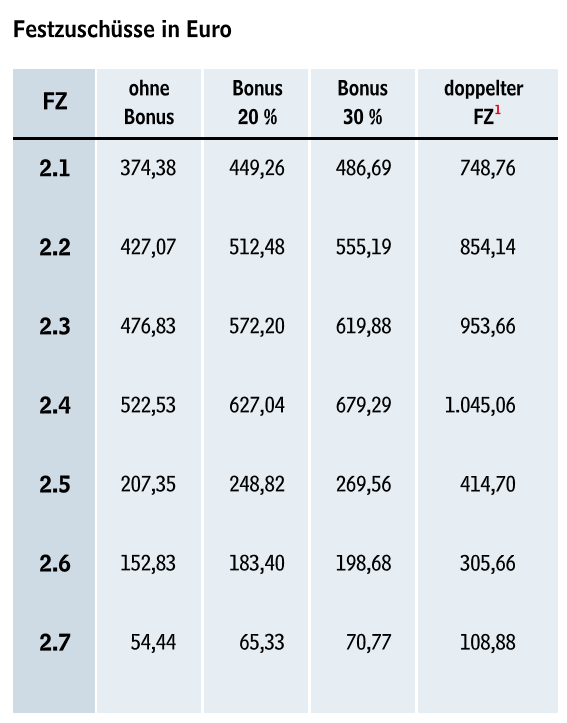 Festzuschüsse in Euro
FZ ohne Bonus Bonus doppelter
Bonus 20 % 30 % FZ1
2.1 374,38 449,26 486,69 748,76
2.2 427,07 512,48 555,19 854,14
2.3 476,83 572,20 619,88 953,66
2.4 522,53 627,04 679,29 1.045,06
2.5 207,35 248,82 269,56 414,70
2.6 152,83 183,40 198,68 305,66
2.7 54,44 65,33 70,77 108,88